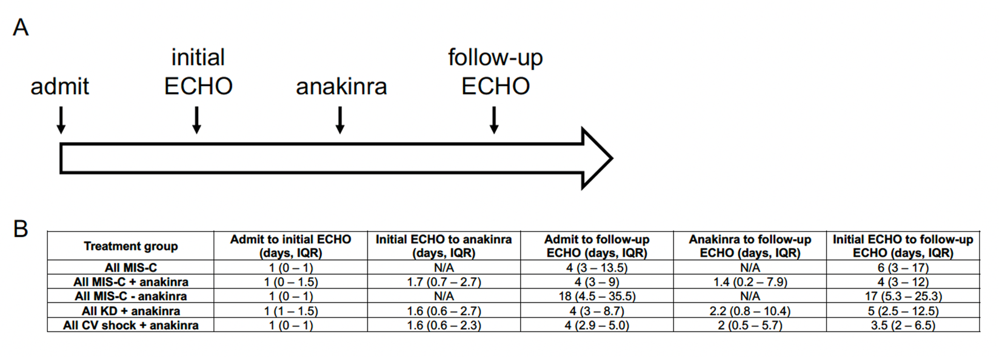 A
initial
follow-up
admit
ECHO
anakinra
ECHO
B
Treatment group
Admit to initial ECHO
(days, IQR)
Initial ECHO to anakinra
(days, IQR)
Admit to follow-up
ECHO (days, IQR)
Anakinra to follow-up
ECHO (days, IQR)
Initial ECHO to follow-up
ECHO (days, IQR)
All MIS-C 1 (0 – 1) N/A 4 (3 – 13.5) N/A 6 (3 – 17)
All MIS-C + anakinra 1 (0 – 1.5) 1.7 (0.7 – 2.7) 4 (3 – 9) 1.4 (0.2 – 7.9) 4 (3 – 12)
All MIS-C - anakinra 1 (0 – 1) N/A 18 (4.5 – 35.5) N/A 17 (5.3 – 25.3)
All KD + anakinra 1 (1 – 1.5) 1.6 (0.6 – 2.7) 4 (3 – 8.7) 2.2 (0.8 – 10.4) 5 (2.5 – 12.5)
All CV shock + anakinra 1 (0 – 1) 1.6 (0.6 – 2.3) 4 (2.9 – 5.0) 2 (0.5 – 5.7) 3.5 (2 – 6.5)